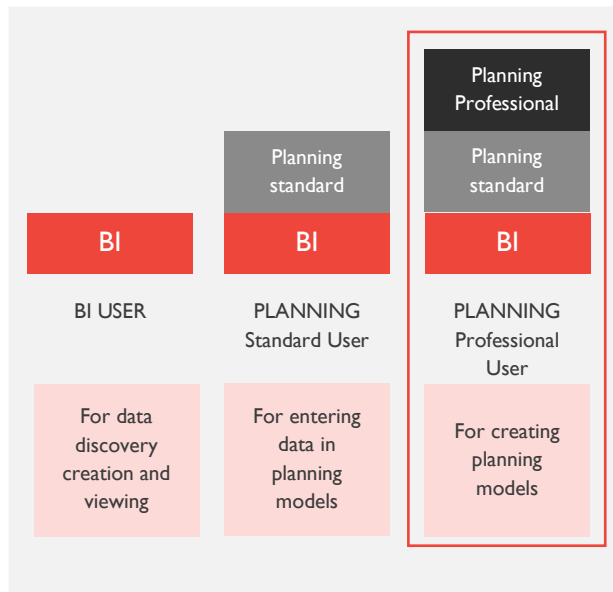 Planning
Professional
Planning
standard
Planning
standard
BI
BI
BI
BI USER
PLANNING
Standard User
PLANNING
Professional
User
For data
discovery
creation and
viewing
For entering
data in
planning
models
For creating
planning
models